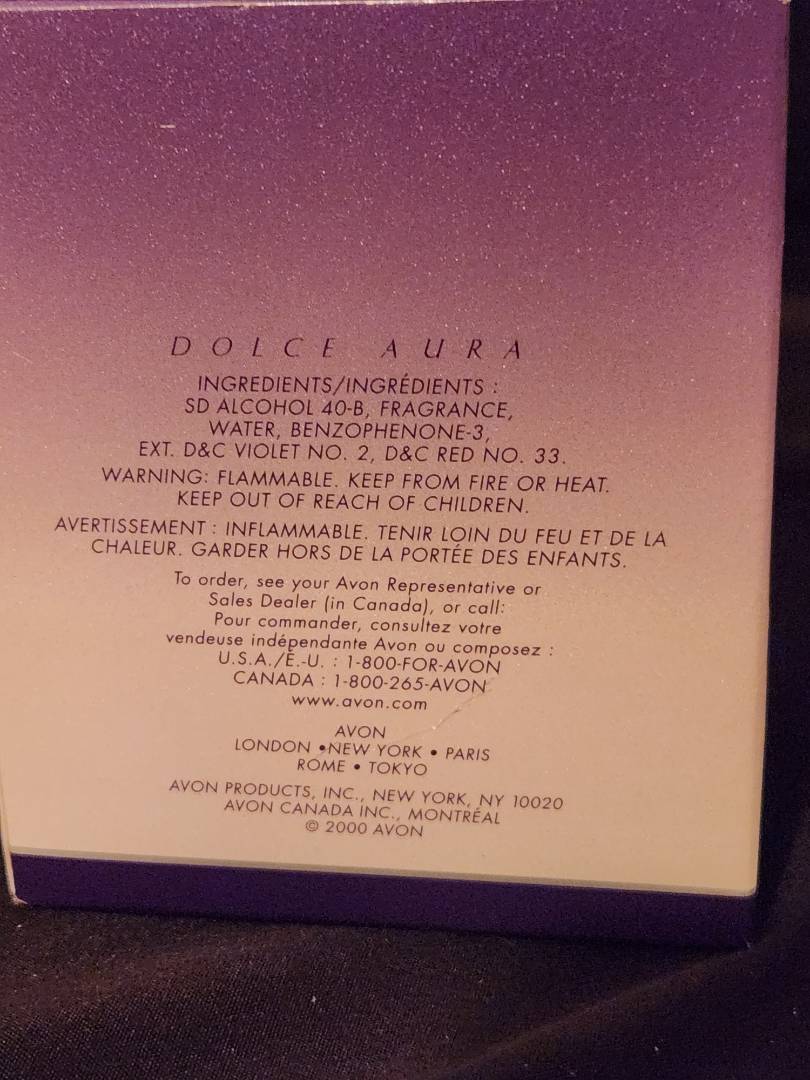 DOLCE AURA
INGREDIENTS/INGRÉDIENTS :
SD ALCOHOL 40-B, FRAGRANCE,
WATER, BENZOPHENONE-3,
EXT. D&C VIOLET NO. 2, D&C RED NO. 33.
WARNING: FLAMMABLE. KEEP FROM FIRE OR HEAT.
KEEP OUT OF REACH OF CHILDREN.
AVERTISSEMENT : INFLAMMABLE. TENIR LOIN DU FEU ET DE LA
CHALEUR. GARDER HORS DE LA PORTÉE DES ENFANTS.
To order, see your Avon Representative or
Sales Dealer (in Canada), or call:
Pour commander, consultez votre
vendeuse indépendante Avon ou composez :
U.S.A./É.-U. : 1-800-FOR-AVON
CANADA : 1-800-265-AVON
www.avon.com
AVON
LONDON • NEW YORK • PARIS
ROME • TOKYO
AVON PRODUCTS, INC., NEW YORK, NY 10020
AVON CANADA INC., MONTRÉAL
© 2000 AVON